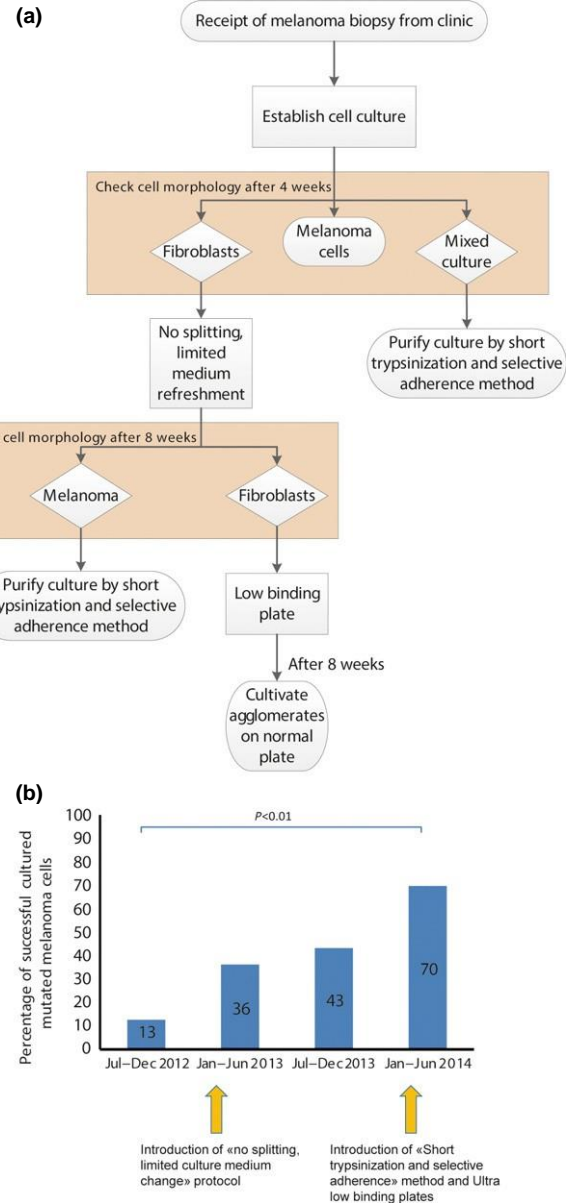 (a)
Receipt of melanoma biopsy from clinic
Establish cell culture
Check cell morphology after 4 weeks
Fibroblasts
Melanoma
cells
Mixed
culture
No splitting,
limited
medium
refreshment
Purify culture by short
trypsinization and selective
adherence method
cell morphology after 8 weeks
Melanoma
Fibroblasts
Purify culture by short
rypsinization and selective
adherence method
Low binding
plate
After 8 weeks
Cultivate
agglomerates
on normal
plate
(b)
Percentage of successful cultured
mutated melanoma cells
100
90
80
70
60
50
40
30
20
10
0
P<0.01
13
36
43
70
Jul–Dec 2012
Jan–Jun 2013
Jul–Dec 2013
Jan–Jun 2014
Introduction of «no splitting,
limited culture medium
change» protocol
Introduction of «Short
trypsinization and selective
adherence» method and Ultra
low binding plates